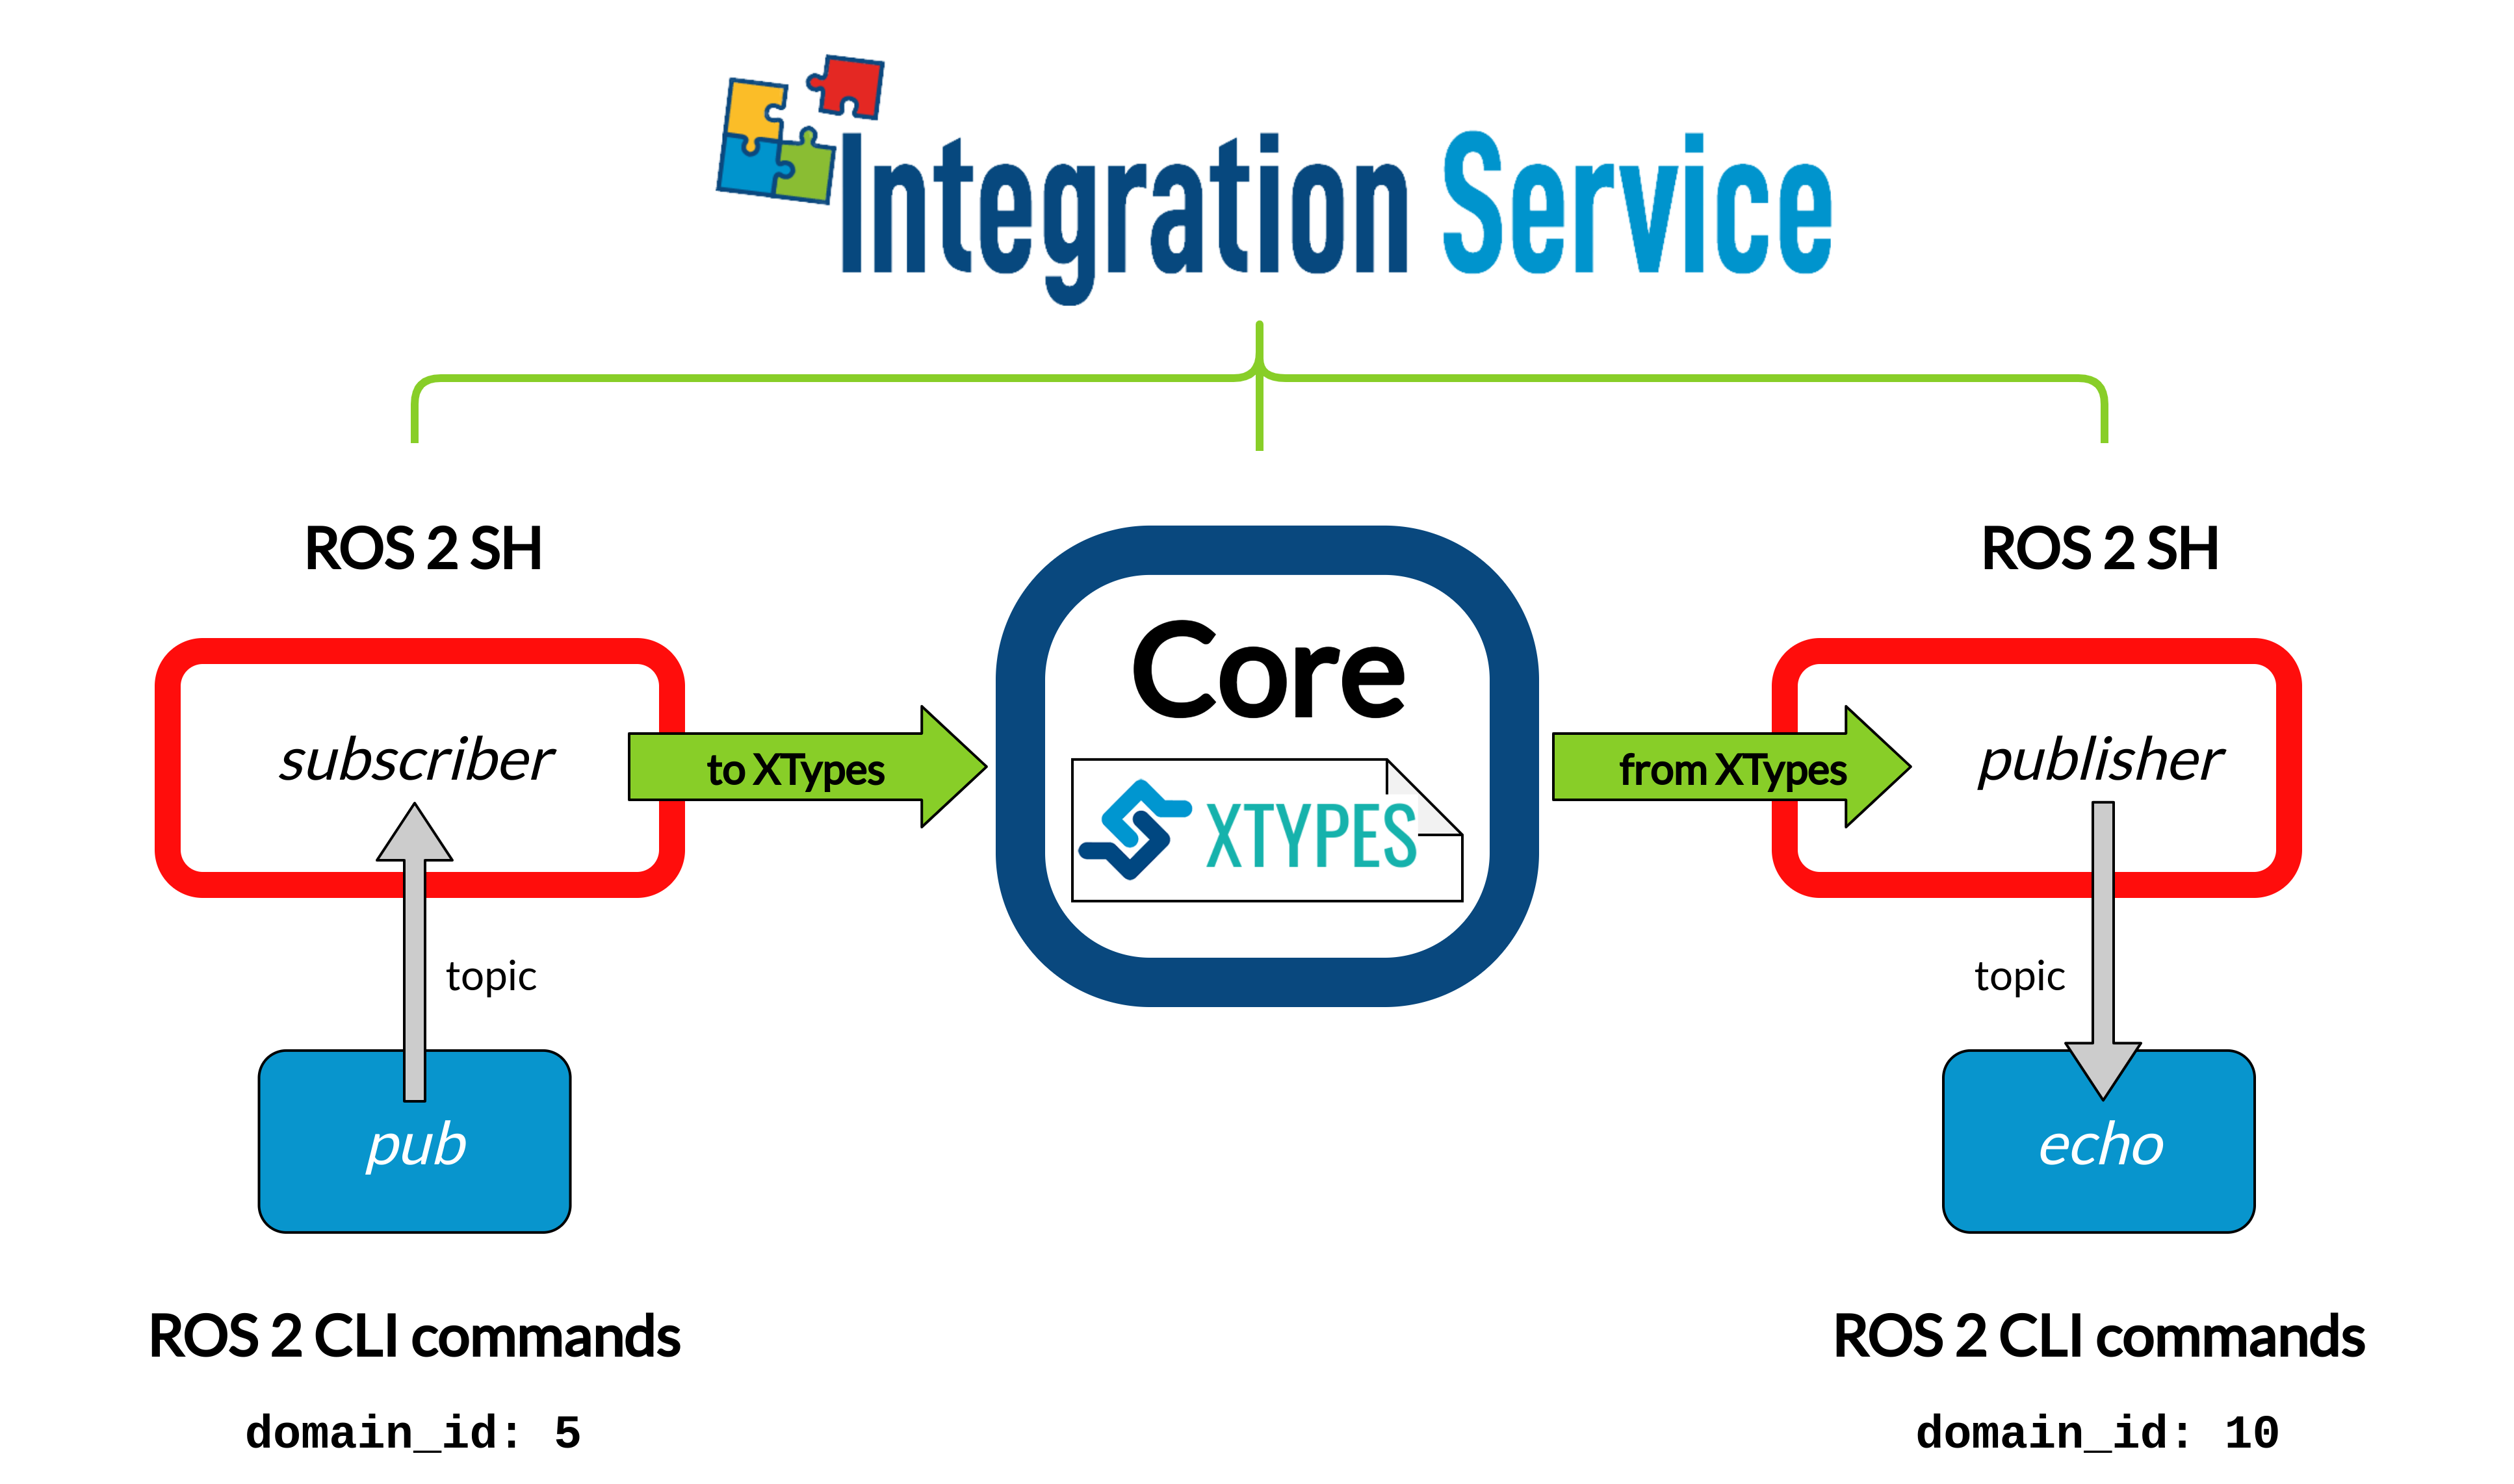 Integration Service
ROS 2 SH
ROS 2 SH
Core
subscriber
to XTypes
from XTypes
publisher
XTYPES
topic
topic
pub
echo
ROS 2 CLI commands
ROS 2 CLI commands
domain_id: 5
domain_id: 10